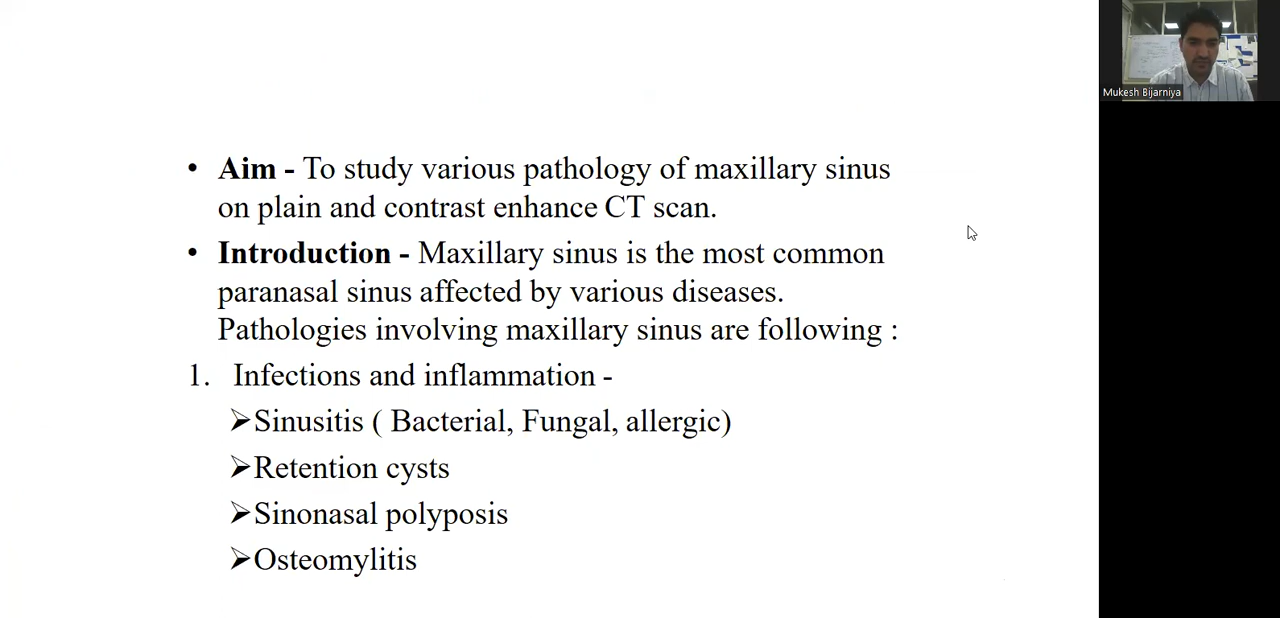 • Aim - To study various pathology of maxillary sinus
on plain and contrast enhance CT scan.
• Introduction - Maxillary sinus is the most common
paranasal sinus affected by various diseases.
Pathologies involving maxillary sinus are following :
1. Infections and inflammation -
➢Sinusitis ( Bacterial, Fungal, allergic)
➢Retention cysts
➢Sinonasal polyposis
➢Osteomylitis
Mukesh Bijarniya